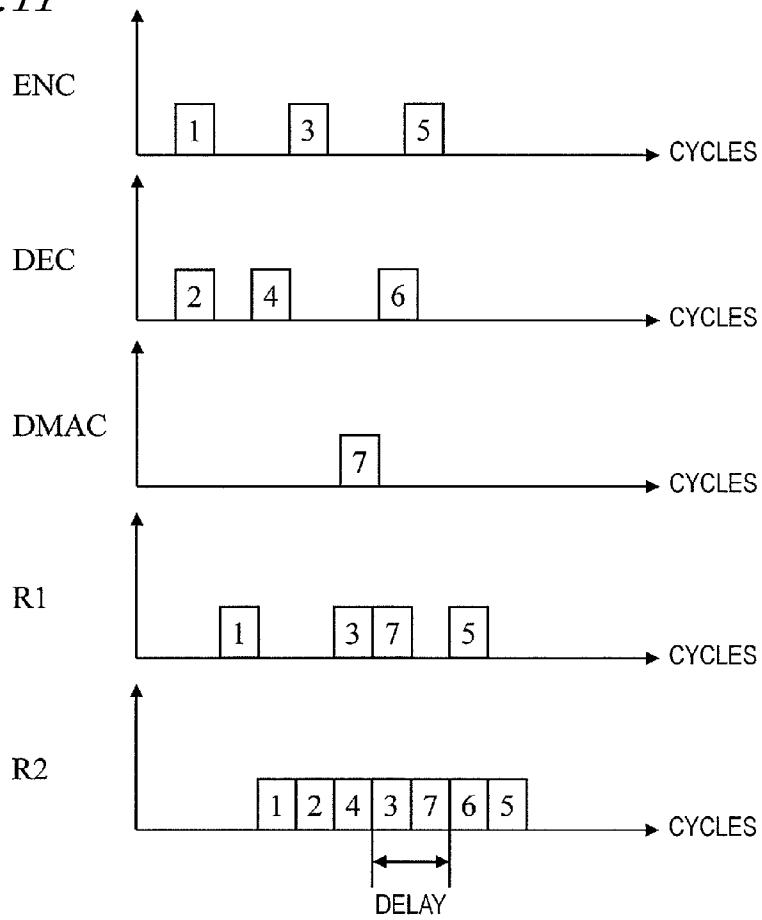 .11
ENC
1 3 5
CYCLES
DEC
2 4 6
CYCLES
DMAC
7
CYCLES
R1
1 3 7 5
CYCLES
R2
1 2 4 3 7 6 5
CYCLES
DELAY